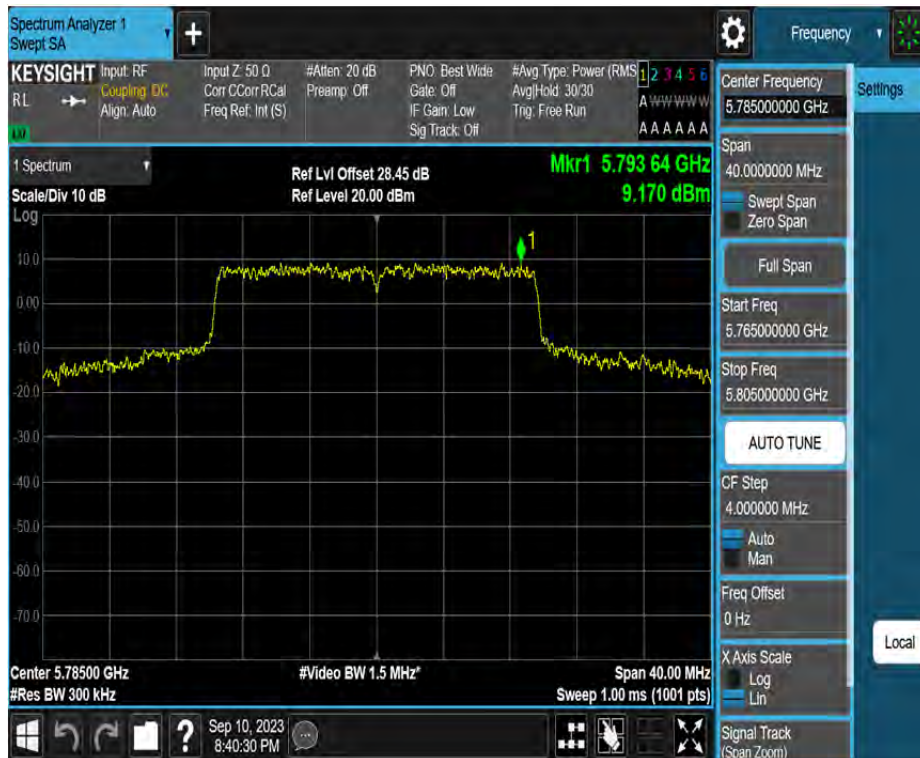 Spectrum Analyzer 1
Swept SA
+
Frequency
KEYSIGHT
RL
Input: RF
Coupling: DC
Align: Auto
Input Z: 50 Ω
Corr CCorr RCal
Freq Ref: Int (S)
#Atten: 20 dB
Preamp: Off
PNO: Best Wide
Gate: Off
IF Gain: Low
Sig Track: Off
#Avg Type: Power (RMS
Avg|Hold: 30/30
Trig: Free Run
1 2 3 4 5 6
A W W W W W
A A A A A A
1 Spectrum
Scale/Div 10 dB
Log
Ref Lvl Offset 28.45 dB
Ref Level 20.00 dBm
Mkr1 5.793 64 GHz
9.170 dBm
1
10.0
0.00
-10.0
-20.0
-30.0
-40.0
-50.0
-60.0
-70.0
Center 5.78500 GHz
#Res BW 300 kHz
#Video BW 1.5 MHz*
Span 40.00 MHz
Sweep 1.00 ms (1001 pts)
?
Sep 10, 2023
8:40:30 PM
Center Frequency
5.785000000 GHz
Settings
Span
40.0000000 MHz
Swept Span
Zero Span
Full Span
Start Freq
5.765000000 GHz
Stop Freq
5.805000000 GHz
AUTO TUNE
CF Step
4.000000 MHz
Auto
Man
Freq Offset
0 Hz
Local
X Axis Scale
Log
Lin
Signal Track
(Span Zoom)